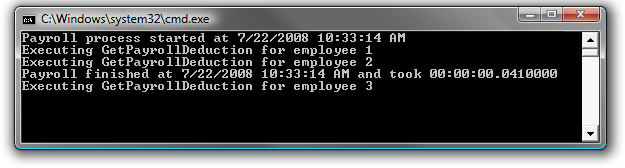 C:\Windows\system32\cmd.exe
Payroll process started at 7/22/2008 10:33:14 AM
Executing GetPayrollDeduction for employee 1
Executing GetPayrollDeduction for employee 2
Payroll finished at 7/22/2008 10:33:14 AM and took 00:00:00.0410000
Executing GetPayrollDeduction for employee 3